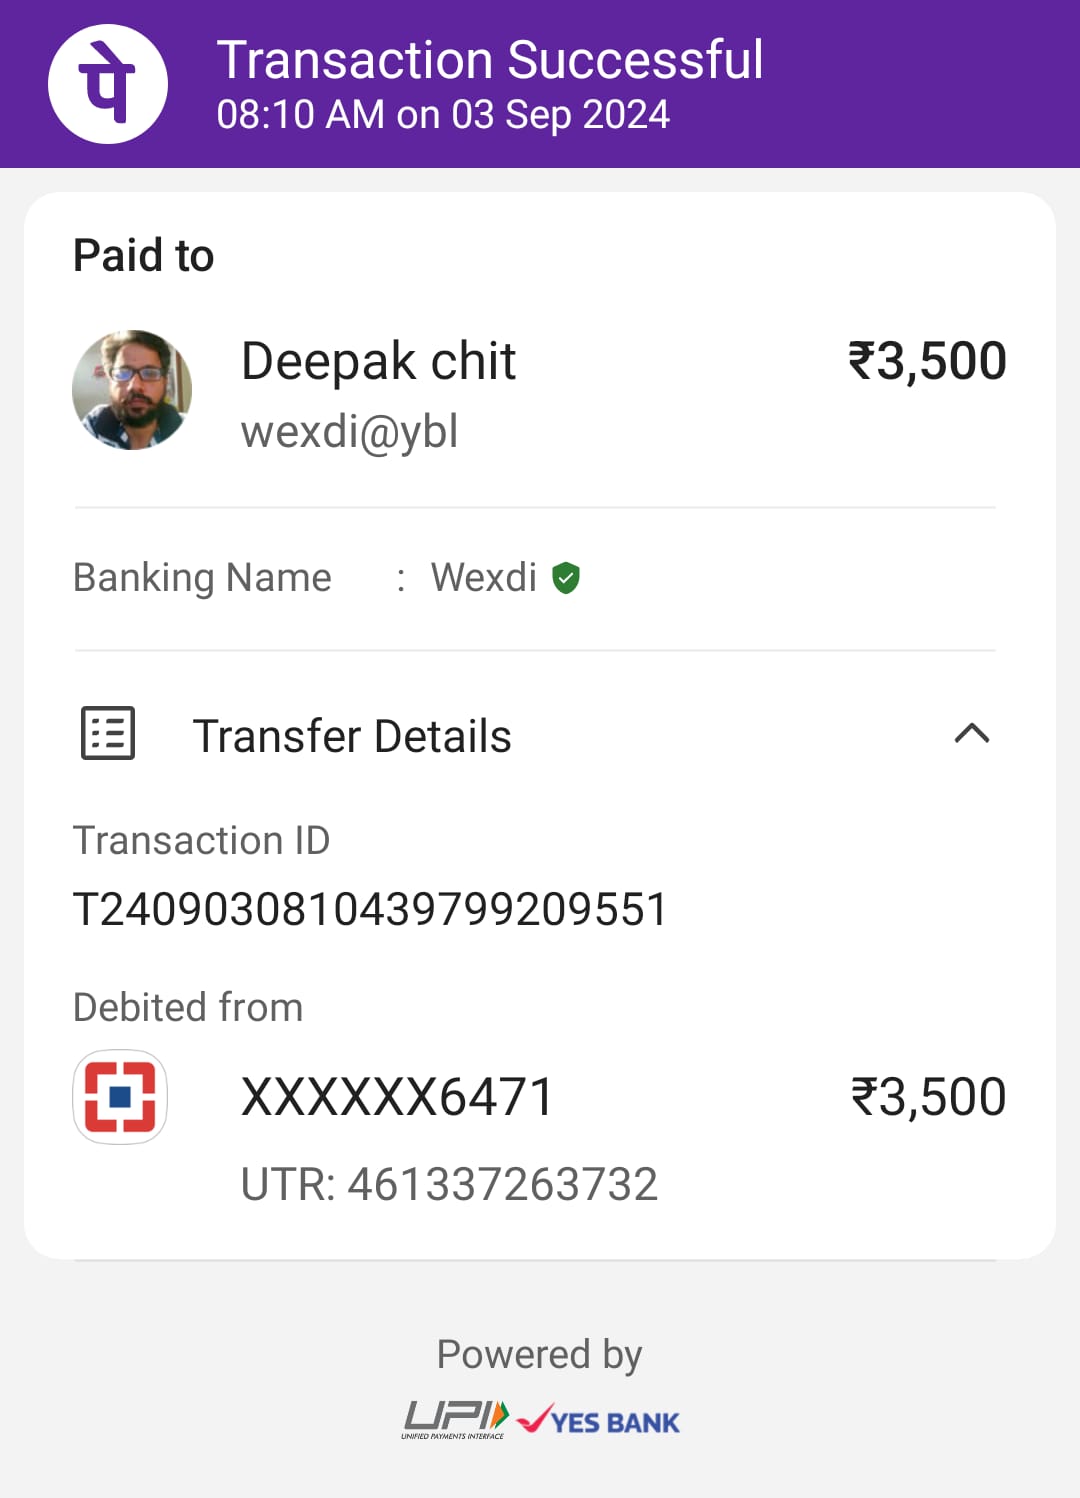 पे
Transaction Successful
08:10 AM on 03 Sep 2024
Paid to
Deepak chit
₹3,500
wexdi@ybl
Banking Name : Wexdi
Transfer Details
Transaction ID
T2409030810439799209551
Debited from
XXXXXX6471
₹3,500
UTR: 461337263732
Powered by
UPI
UNIFIED PAYMENTS INTERFACE
YES BANK